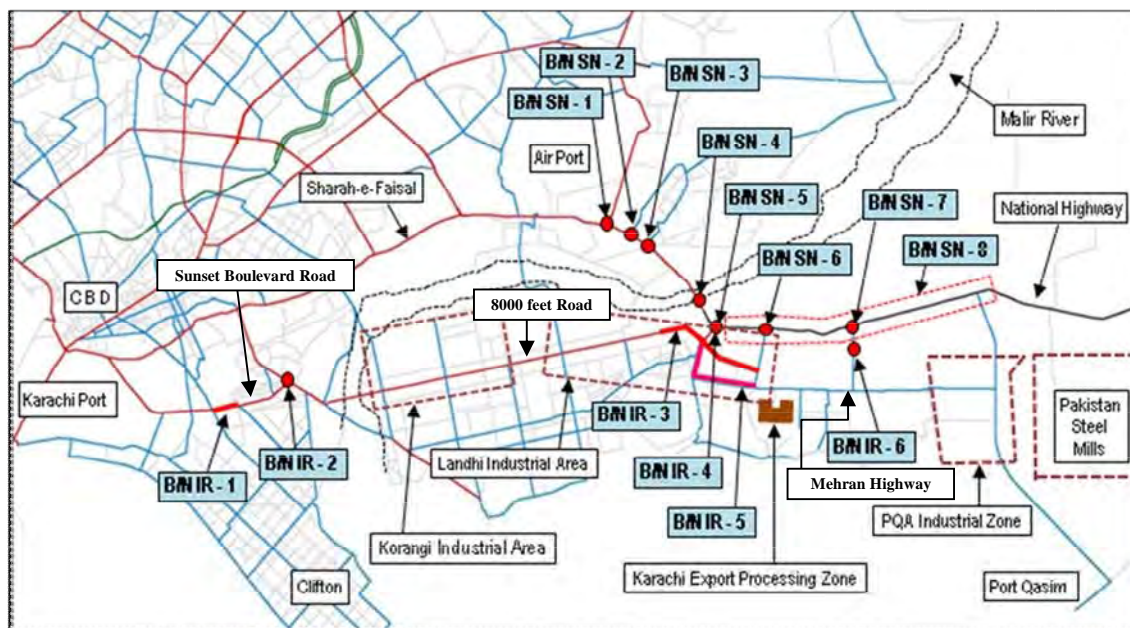 B/N SN - 2
B/N SN - 3
B/N SN - 1
Malir River
Air Port
B/N SN - 4
Sharah-e-Faisal
B/N SN - 5
B/N SN - 7
National Highway
B/N SN - 6
B/N SN - 8
Sunset Boulevard Road
CBD
8000 feet Road
Karachi Port
B/N IR - 3
Pakistan
Steel
Mills
B/N IR - 2
B/N IR - 1
Landhi Industrial Area
B/N IR - 4
B/N IR - 6
Mehran Highway
B/N IR - 5
PQA Industrial Zone
Korangi Industrial Area
Karachi Export Processing Zone
Clifton
Port Qasim